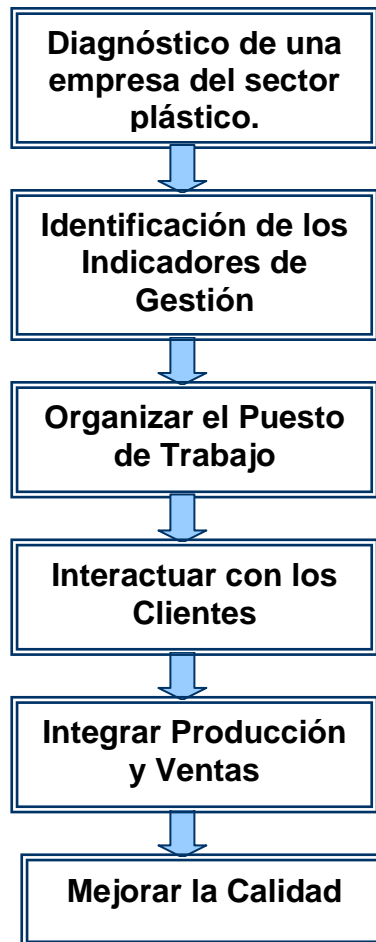 Diagnóstico de una
empresa del sector
plástico.
Identificación de los
Indicadores de
Gestión
Organizar el Puesto
de Trabajo
Interactuar con los
Clientes
Integrar Producción
y Ventas
Mejorar la Calidad